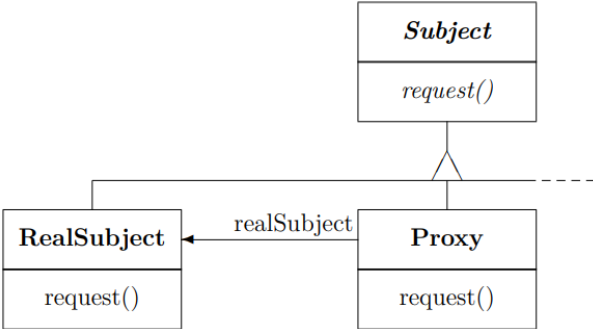 Subject
request()
realSubject
RealSubject
Proxy
request()
request()